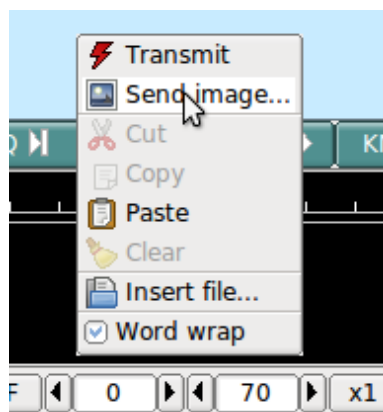 Transmit
Send image...
Cut
Copy
Paste
Clear
Insert file...
Word wrap
0 70 x1